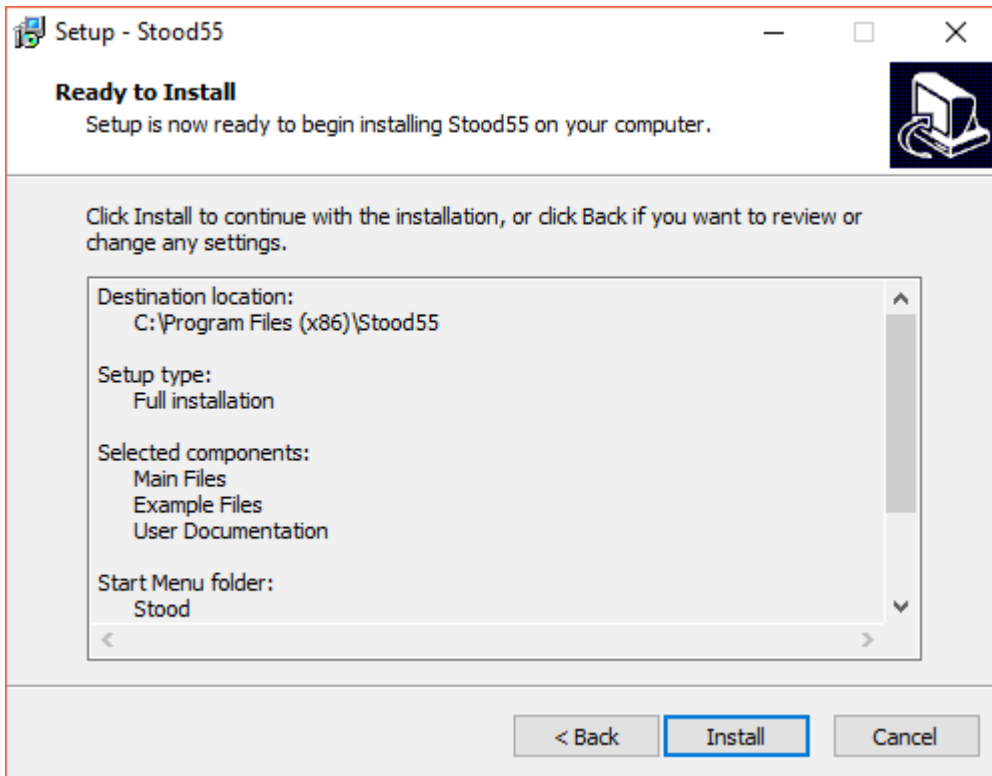 Setup - Stood55
Ready to Install
Setup is now ready to begin installing Stood55 on your computer.
Click Install to continue with the installation, or click Back if you want to review or
change any settings.
Destination location:
C:\Program Files (x86)\Stood55
Setup type:
Full installation
Selected components:
Main Files
Example Files
User Documentation
Start Menu folder:
Stood
< Back
Install
Cancel